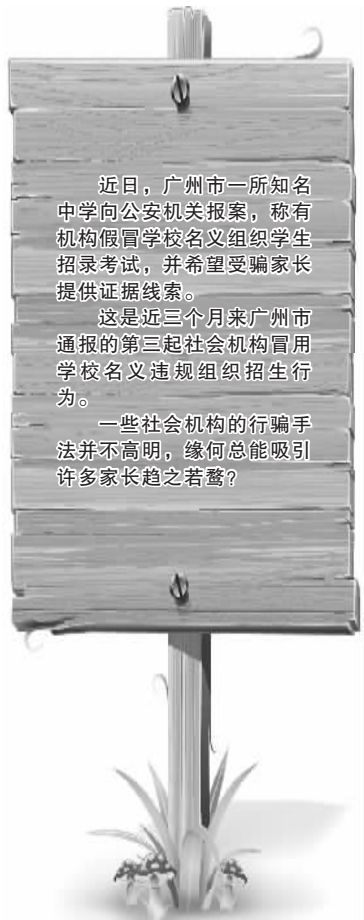 近日，广州市一所知名
中学向公安机关报案，称有
机构假冒学校名义组织学生
招录考试，并希望受骗家长
提供证据线索。
这是近三个月来广州市
通报的第三起社会机构冒用
学校名义违规组织招生行
为。
一些社会机构的行骗手
法并不高明，缘何总能吸引
许多家长趋之若鹜？